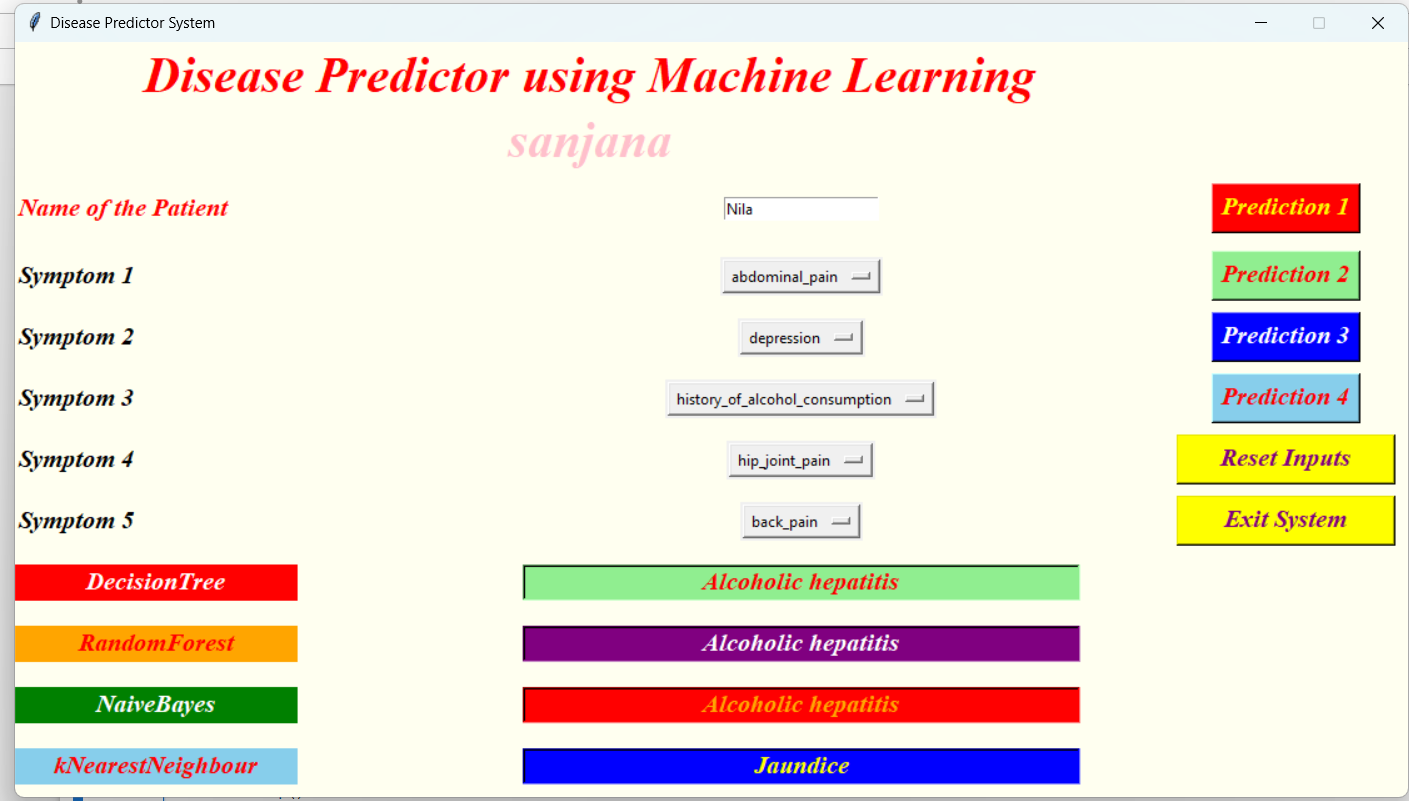 Disease Predictor System
Disease Predictor using Machine Learning
sanjana
Name of the Patient Nila Prediction 1
Symptom 1 abdominal_pain Prediction 2
Symptom 2 depression Prediction 3
Symptom 3 history_of_alcohol_consumption Prediction 4
Symptom 4 hip_joint_pain Reset Inputs
Symptom 5 back_pain Exit System
DecisionTree Alcoholic hepatitis
RandomForest Alcoholic hepatitis
NaiveBayes Alcoholic hepatitis
kNearestNeighbour Jaundice